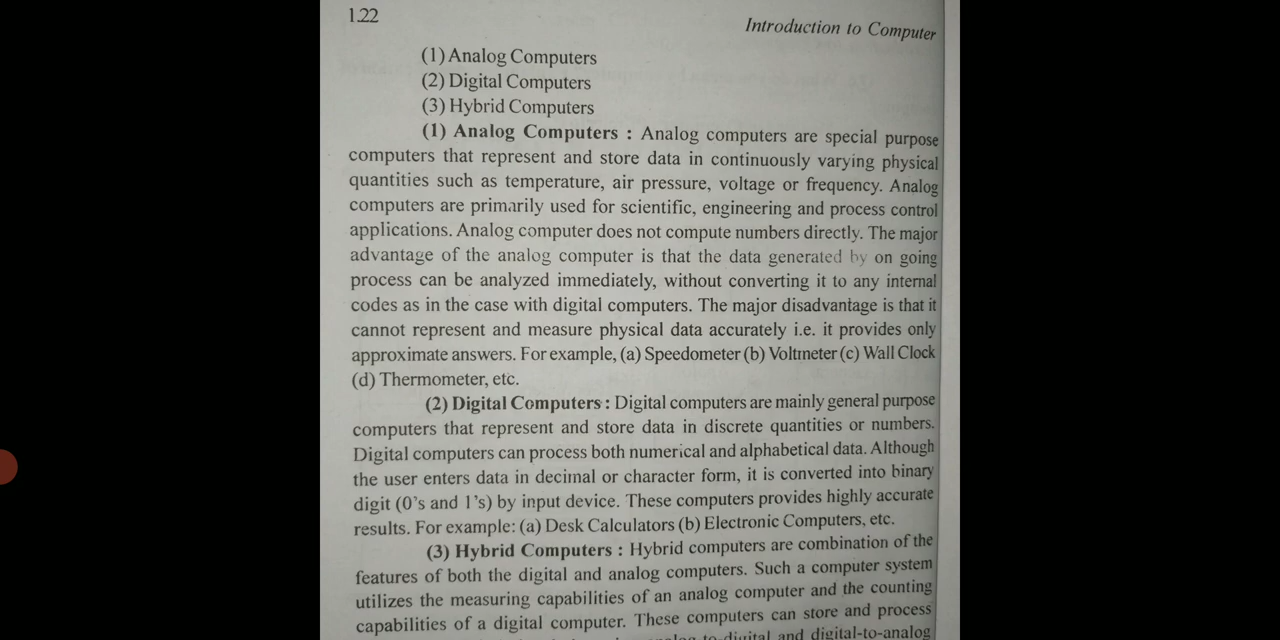 1.22
Introduction to Computer
(1) Analog Computers
(2) Digital Computers
(3) Hybrid Computers
(1) Analog Computers : Analog computers are special purpose
computers that represent and store data in continuously varying physical
quantities such as temperature, air pressure, voltage or frequency. Analog
computers are primarily used for scientific, engineering and process control
applications. Analog computer does not compute numbers directly. The major
advantage of the analog computer is that the data generated by on going
process can be analyzed immediately, without converting it to any internal
codes as in the case with digital computers. The major disadvantage is that it
cannot represent and measure physical data accurately i.e. it provides only
approximate answers. For example, (a) Speedometer (b) Voltmeter (c) Wall Clock
(d) Thermometer, etc.
(2) Digital Computers : Digital computers are mainly general purpose
computers that represent and store data in discrete quantities or numbers.
Digital computers can process both numerical and alphabetical data. Although
the user enters data in decimal or character form, it is converted into binary
digit (0's and 1's) by input device. These computers provides highly accurate
results. For example: (a) Desk Calculators (b) Electronic Computers, etc.
(3) Hybrid Computers : Hybrid computers are combination of the
features of both the digital and analog computers. Such a computer system
utilizes the measuring capabilities of an analog computer and the counting
capabilities of a digital computer. These computers can store and process
to-digital and digital-to-analog